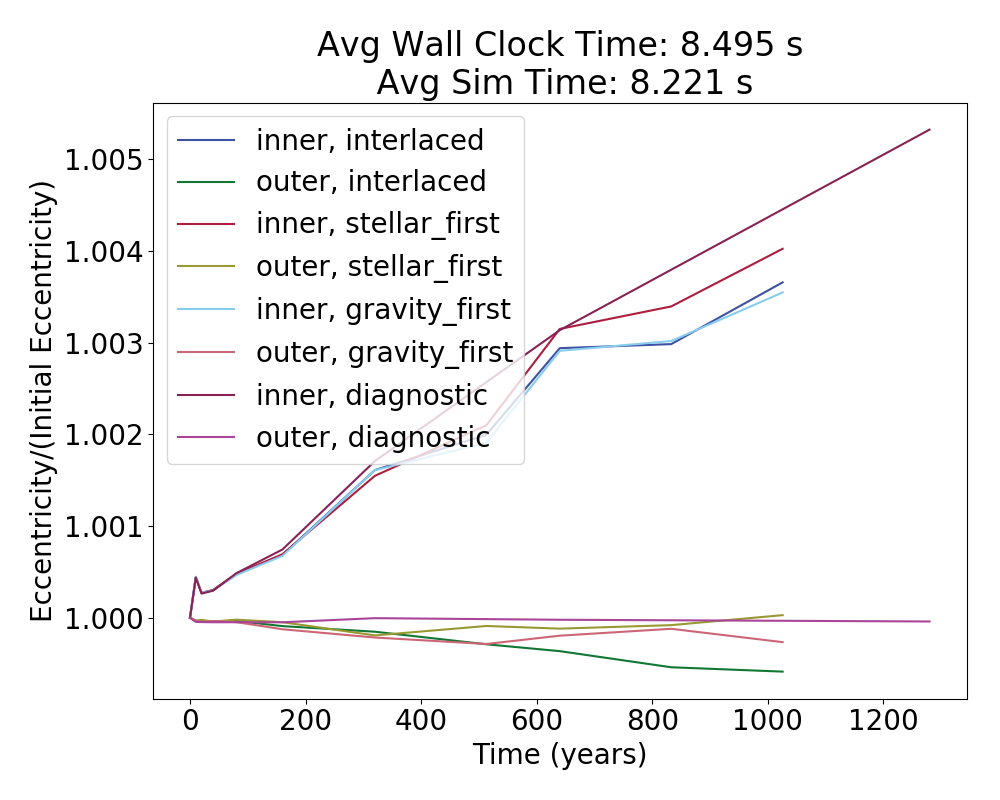 Avg Wall Clock Time: 8.495 s
Avg Sim Time: 8.221 s
Eccentricity/(Initial Eccentricity)
1.005
1.004
1.003
1.002
1.001
1.000
inner, interlaced
outer, interlaced
inner, stellar_first
outer, stellar_first
inner, gravity_first
outer, gravity_first
inner, diagnostic
outer, diagnostic
0 200 400 600 800 1000 1200
Time (years)